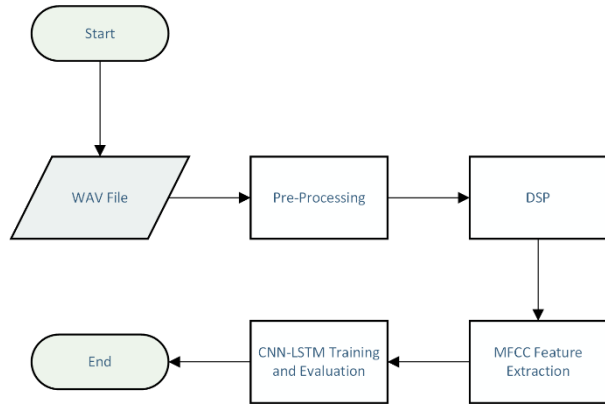 Start
WAV File
Pre-Processing
DSP
MFCC Feature
Extraction
CNN-LSTM Training
and Evaluation
End